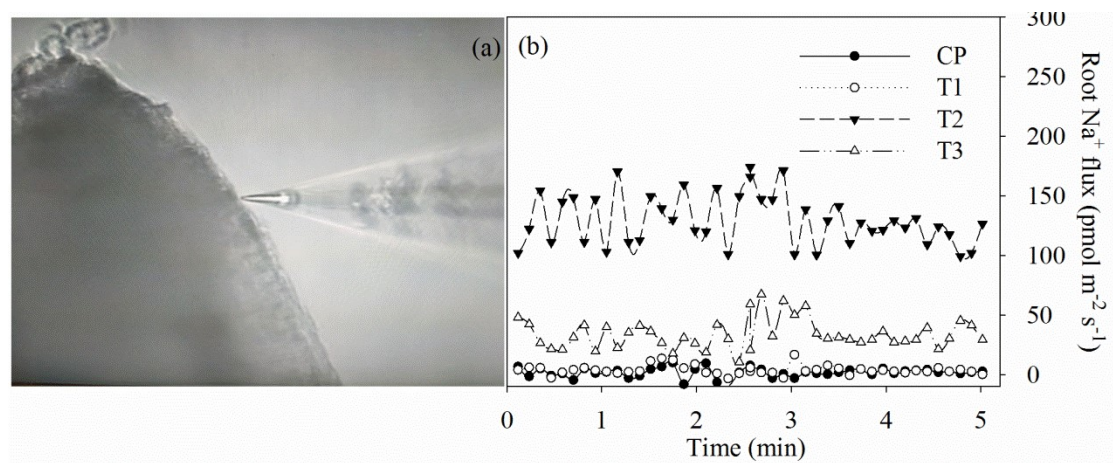 (a)
(b)
CP
T1
T2
T3
300
250
200
150
100
50
0
Root Na⁺ flux (pmol m⁻² s⁻¹)
0 1 2 3 4 5
Time (min)